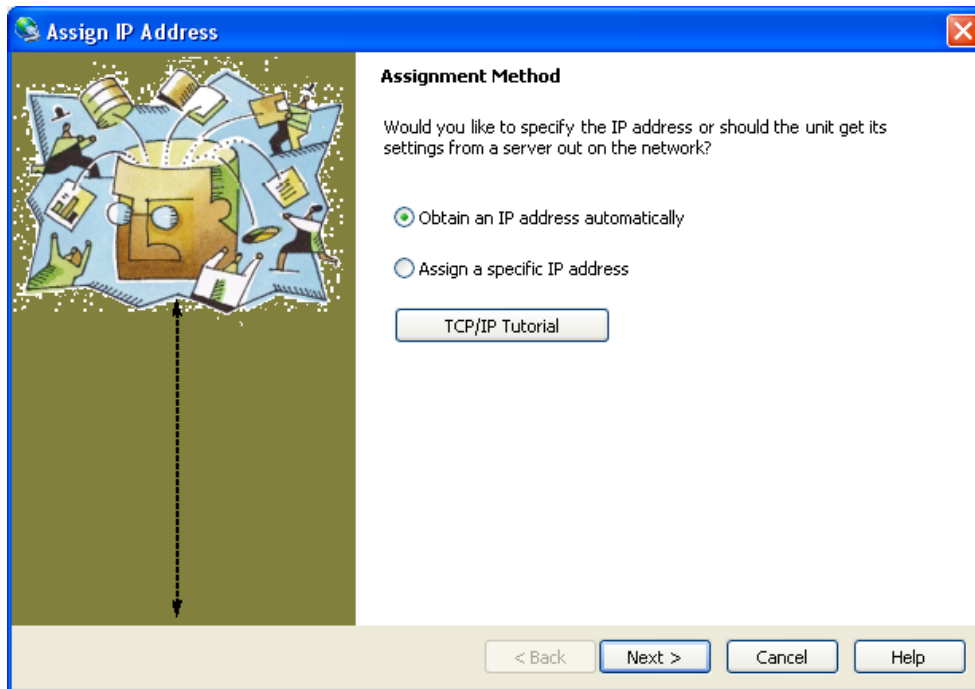 Assign IP Address
Assignment Method
Would you like to specify the IP address or should the unit get its
settings from a server out on the network?
Obtain an IP address automatically
Assign a specific IP address
TCP/IP Tutorial
< Back
Next >
Cancel
Help